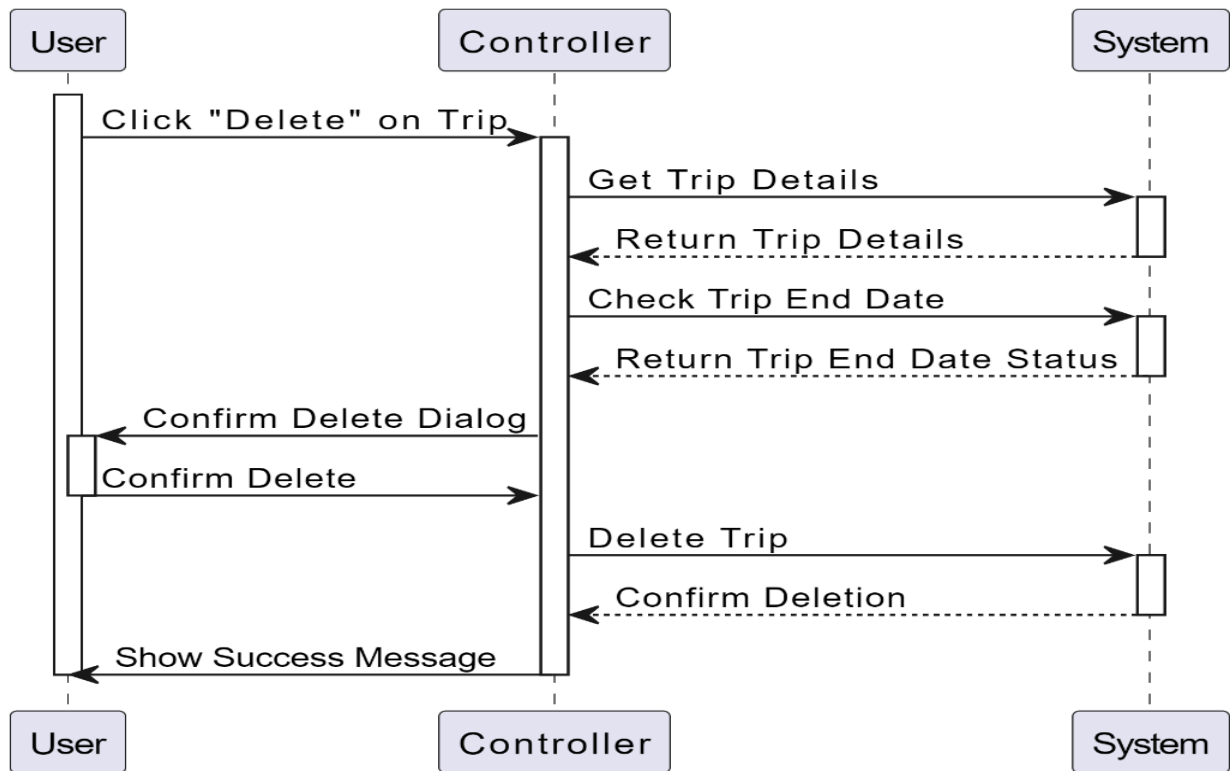 User
Controller
System
Click "Delete" on Trip
Get Trip Details
Return Trip Details
Check Trip End Date
Return Trip End Date Status
Confirm Delete Dialog
Confirm Delete
Delete Trip
Confirm Deletion
Show Success Message
User
Controller
System